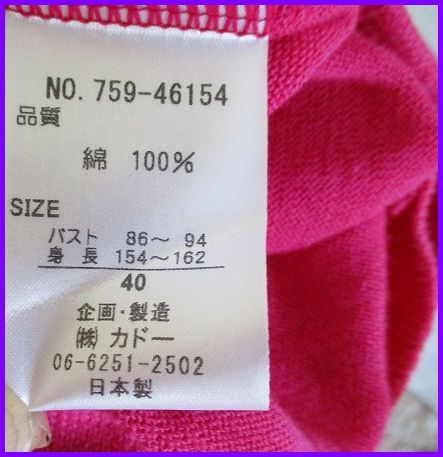 NO. 759-46154
品質
綿 100%
SIZE
バスト 86～ 94
身 長 154～162
40
企画・製造
㈱ カドー
06-6251-2502
日本製